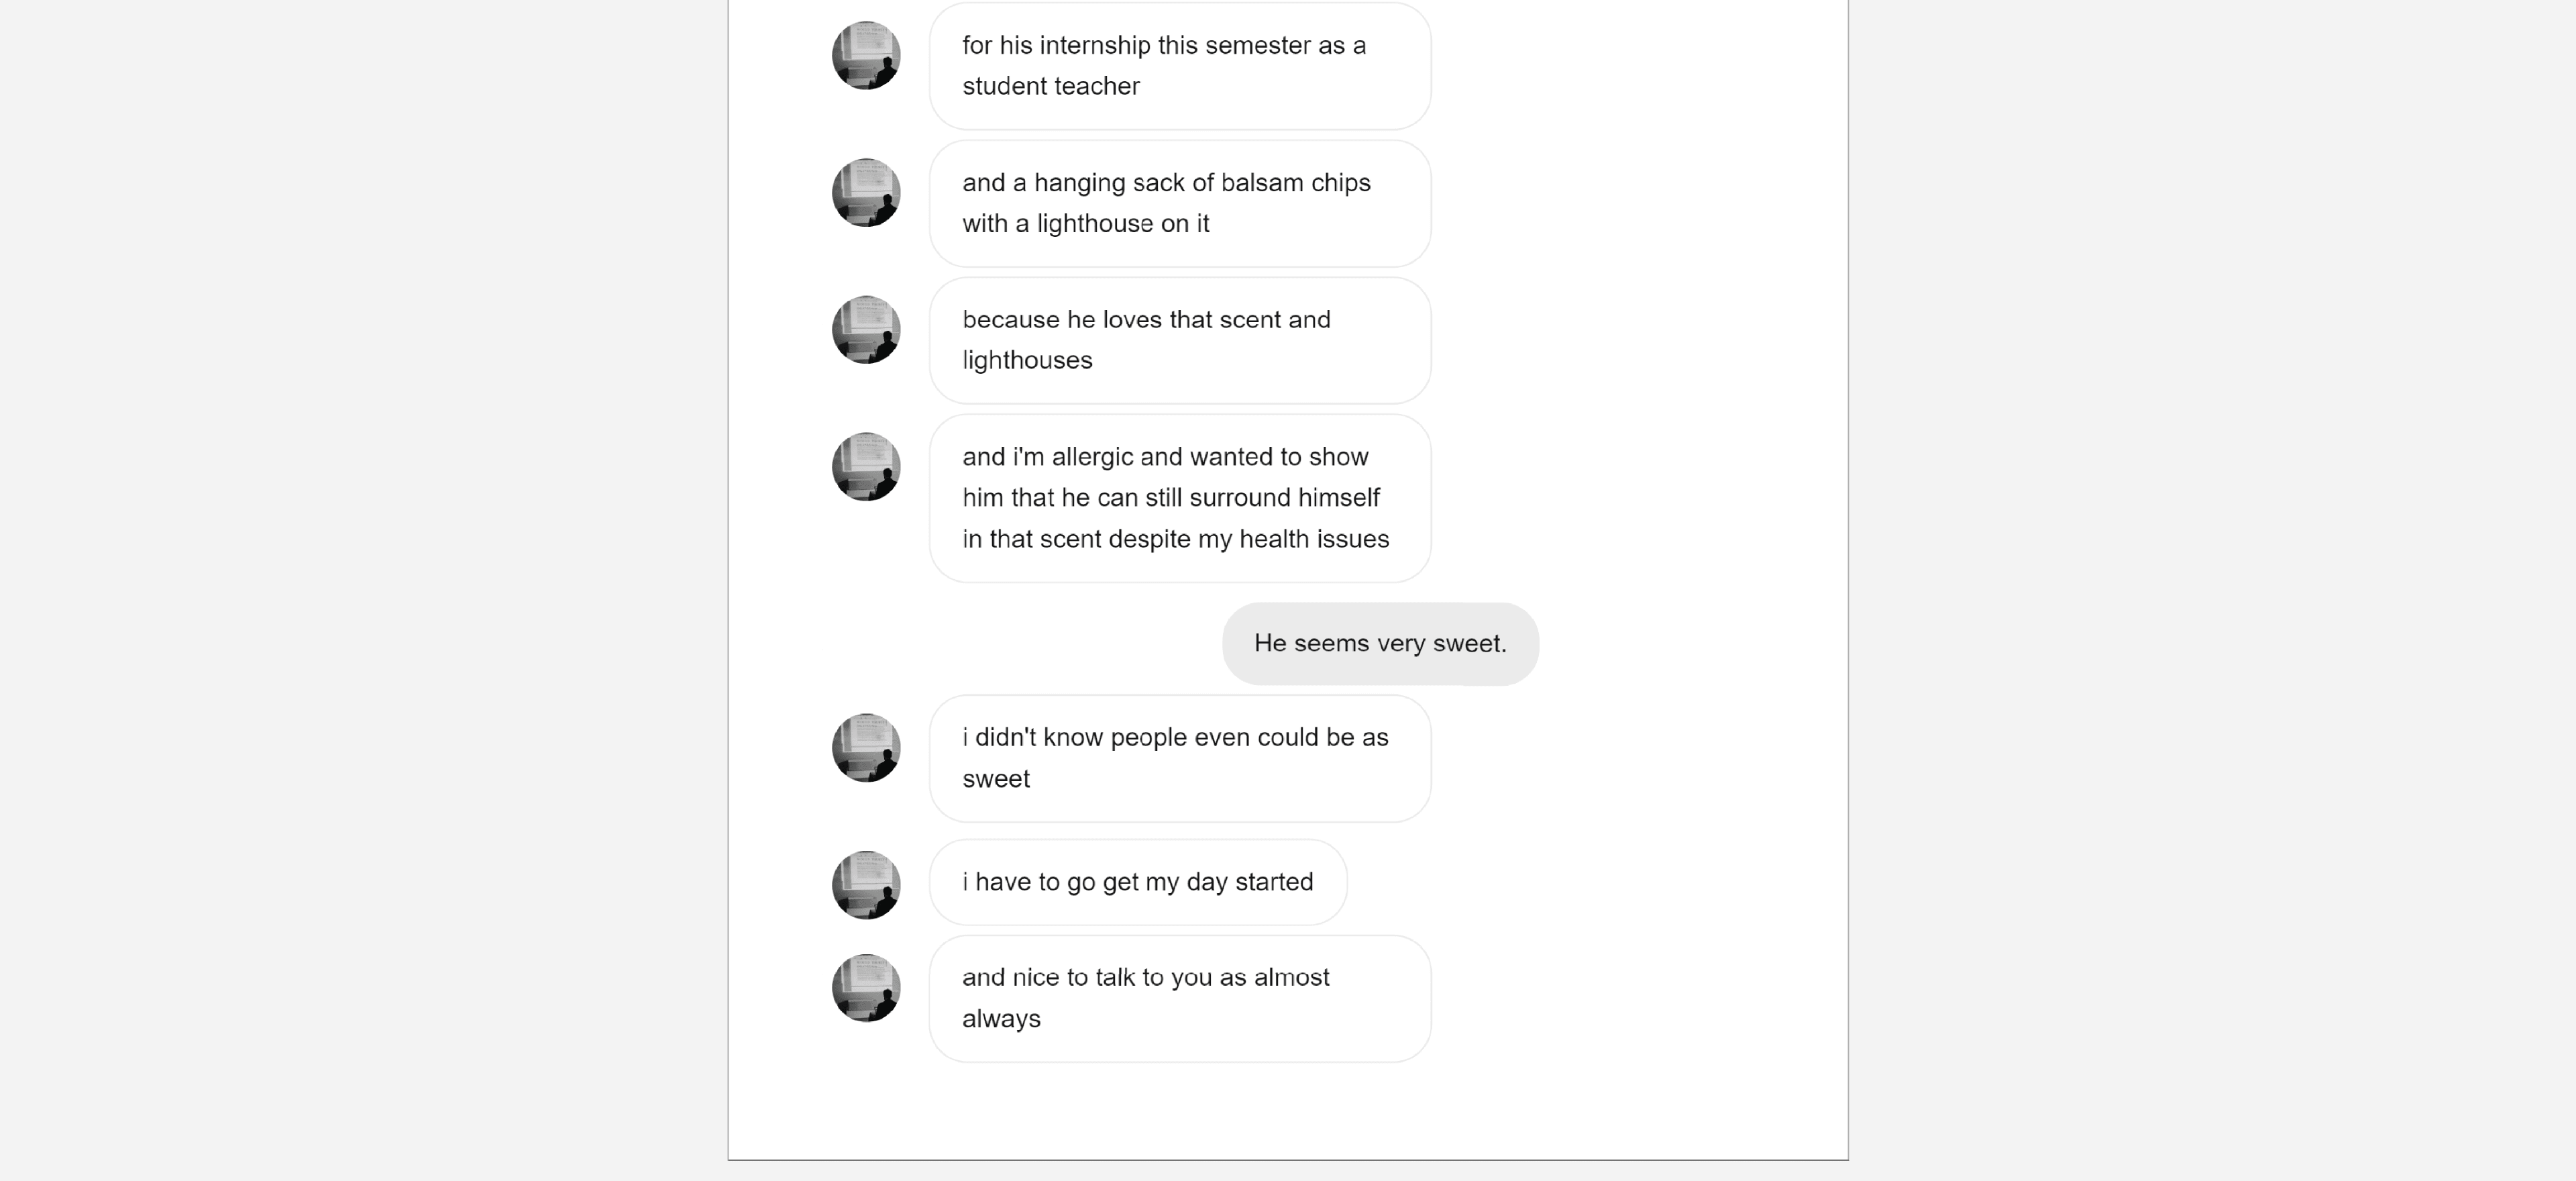 for his internship this semester as a
student teacher
and a hanging sack of balsam chips
with a lighthouse on it
because he loves that scent and
lighthouses
and i'm allergic and wanted to show
him that he can still surround himself
in that scent despite my health issues
He seems very sweet.
i didn't know people even could be as
sweet
i have to go get my day started
and nice to talk to you as almost
always